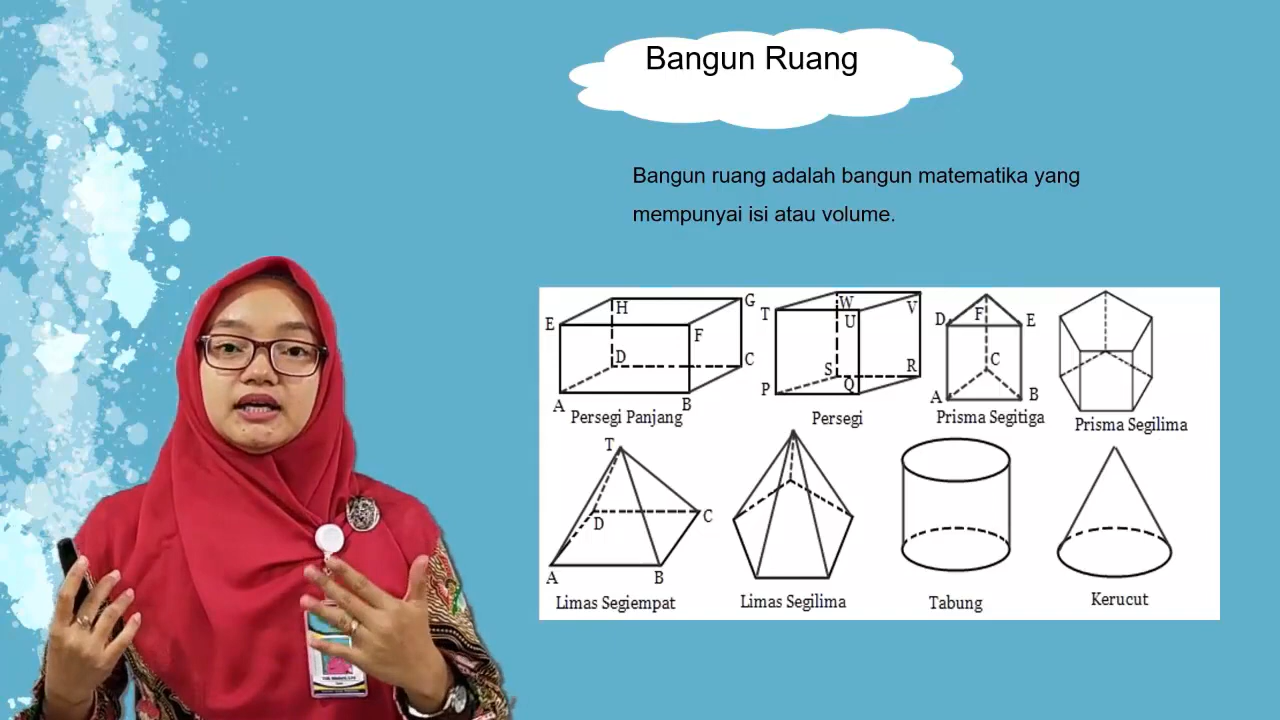 Bangun Ruang
Bangun ruang adalah bangun matematika yang
mempunyai isi atau volume.
H
G
E
F
D
C
A
B
Persegi Panjang
W
V
T
U
S
R
P
Q
Persegi
F
D
E
C
A
B
Prisma Segitiga
Prisma Segilima
T
D
C
A
B
Limas Segiempat
Limas Segilima
Tabung
Kerucut